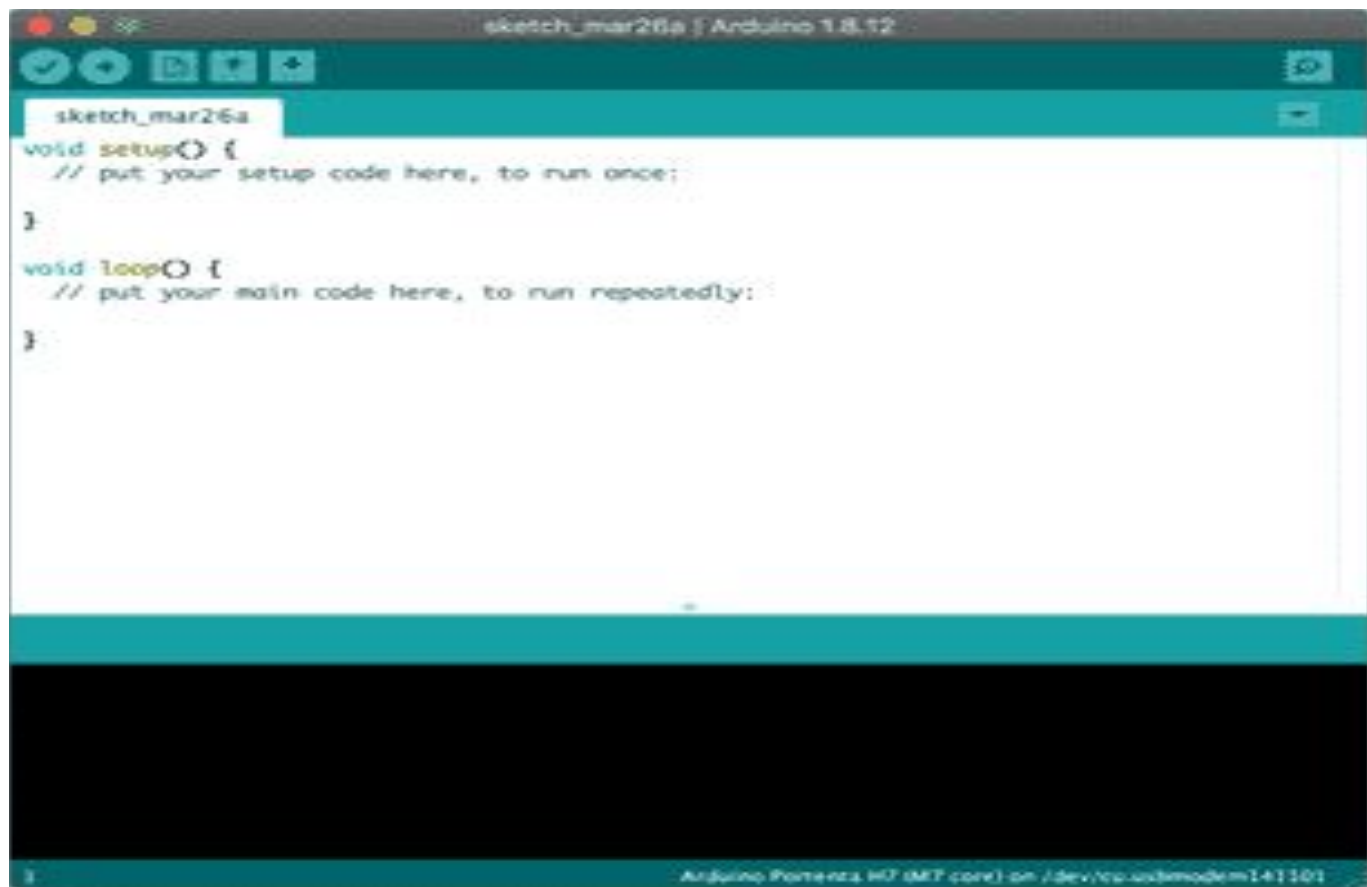 sketch_mar26a | Arduino 1.8.12
sketch_mar26a
void setup() {
  // put your setup code here, to run once:
}
void loop() {
  // put your main code here, to run repeatedly:
}
Arduino Portenta H7 (M7 core) on /dev/cu.usbmodem141101